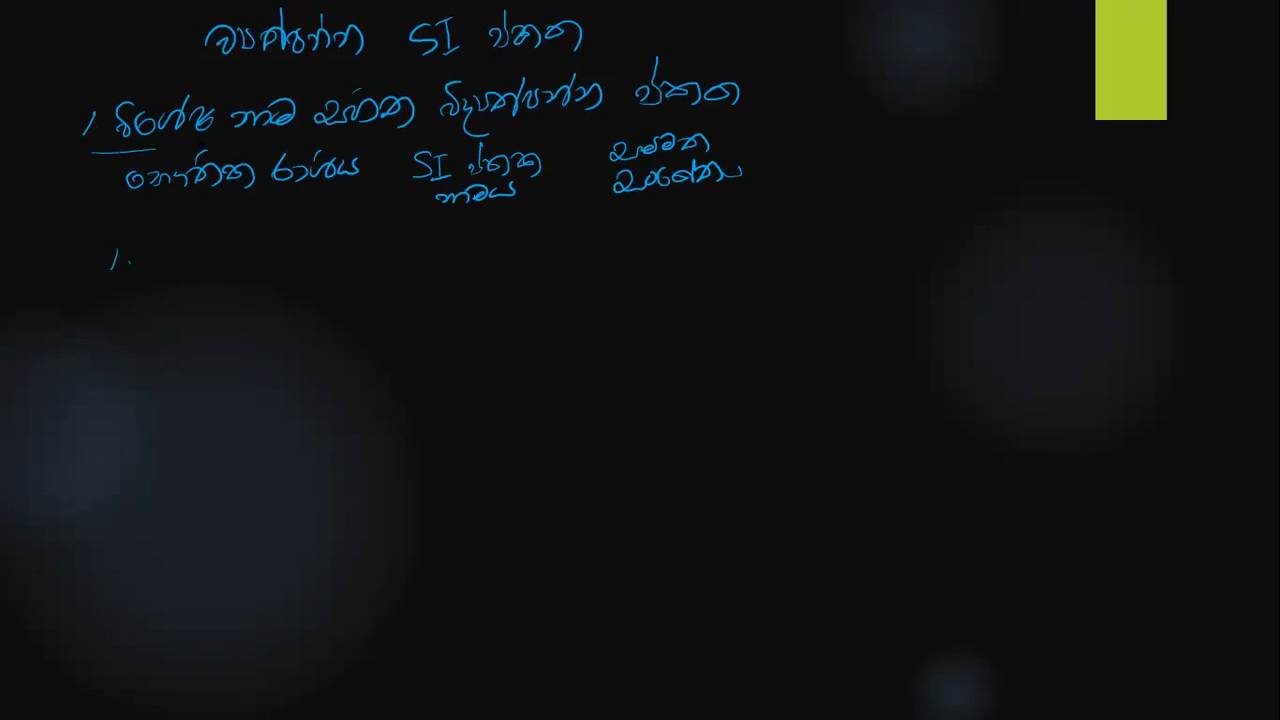 ව්‍යුත්පන්න SI ඒකක
1 විශේෂ නාම සහිත ව්‍යුත්පන්න ඒකක
භෞතික රාශිය SI ඒකක නාමය සම්මත සංකේතය
1.